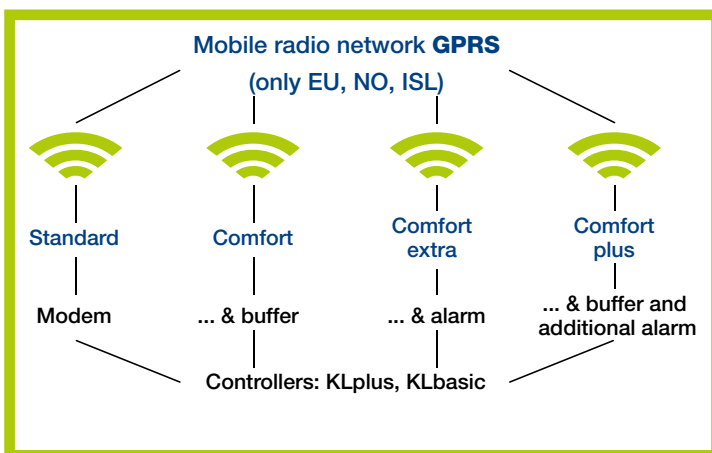 Mobile radio network GPRS
(only EU, NO, ISL)
Standard
Comfort
Comfort
extra
Comfort
plus
Modem
... & buffer
... & alarm
... & buffer and
additional alarm
Controllers: KLplus, KLbasic